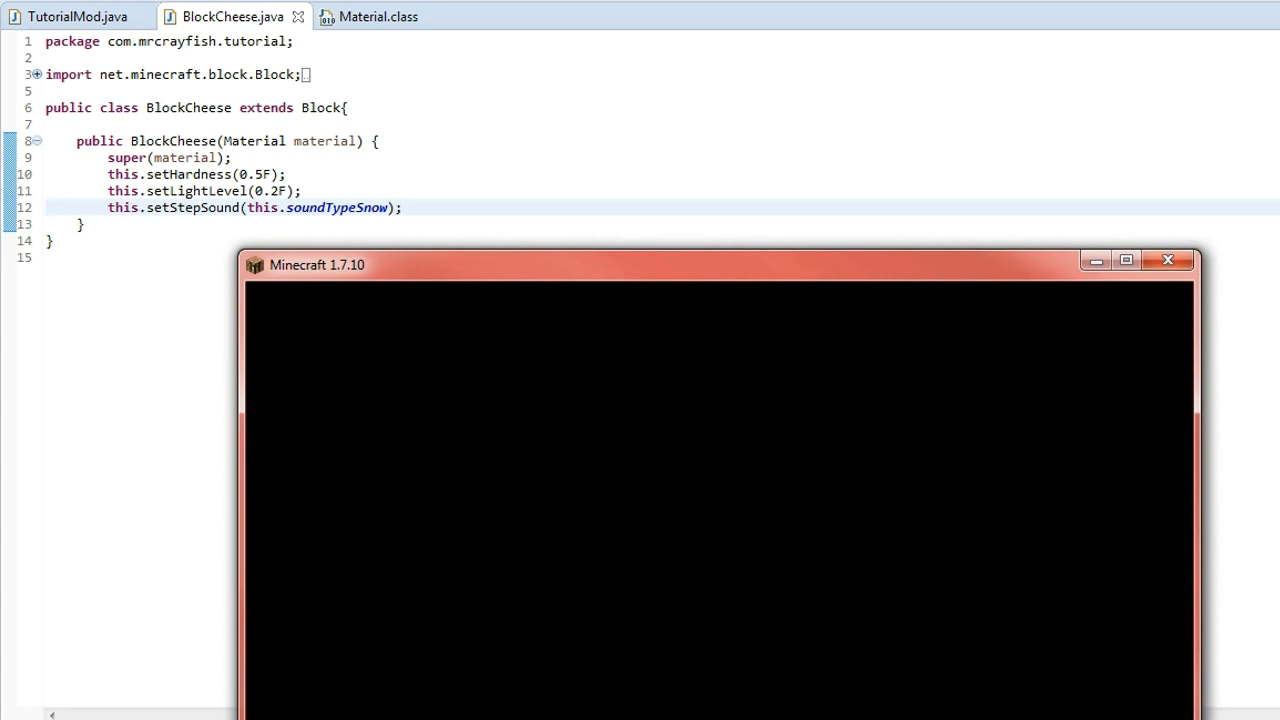 TutorialMod.java BlockCheese.java Material.class
1 package com.mrcrayfish.tutorial;
2
3 import net.minecraft.block.Block;
5
6 public class BlockCheese extends Block{
7
8 public BlockCheese(Material material) {
9 super(material);
10 this.setHardness(0.5F);
11 this.setLightLevel(0.2F);
12 this.setStepSound(this.soundTypeSnow);
13 }
14 }
15
Minecraft 1.7.10